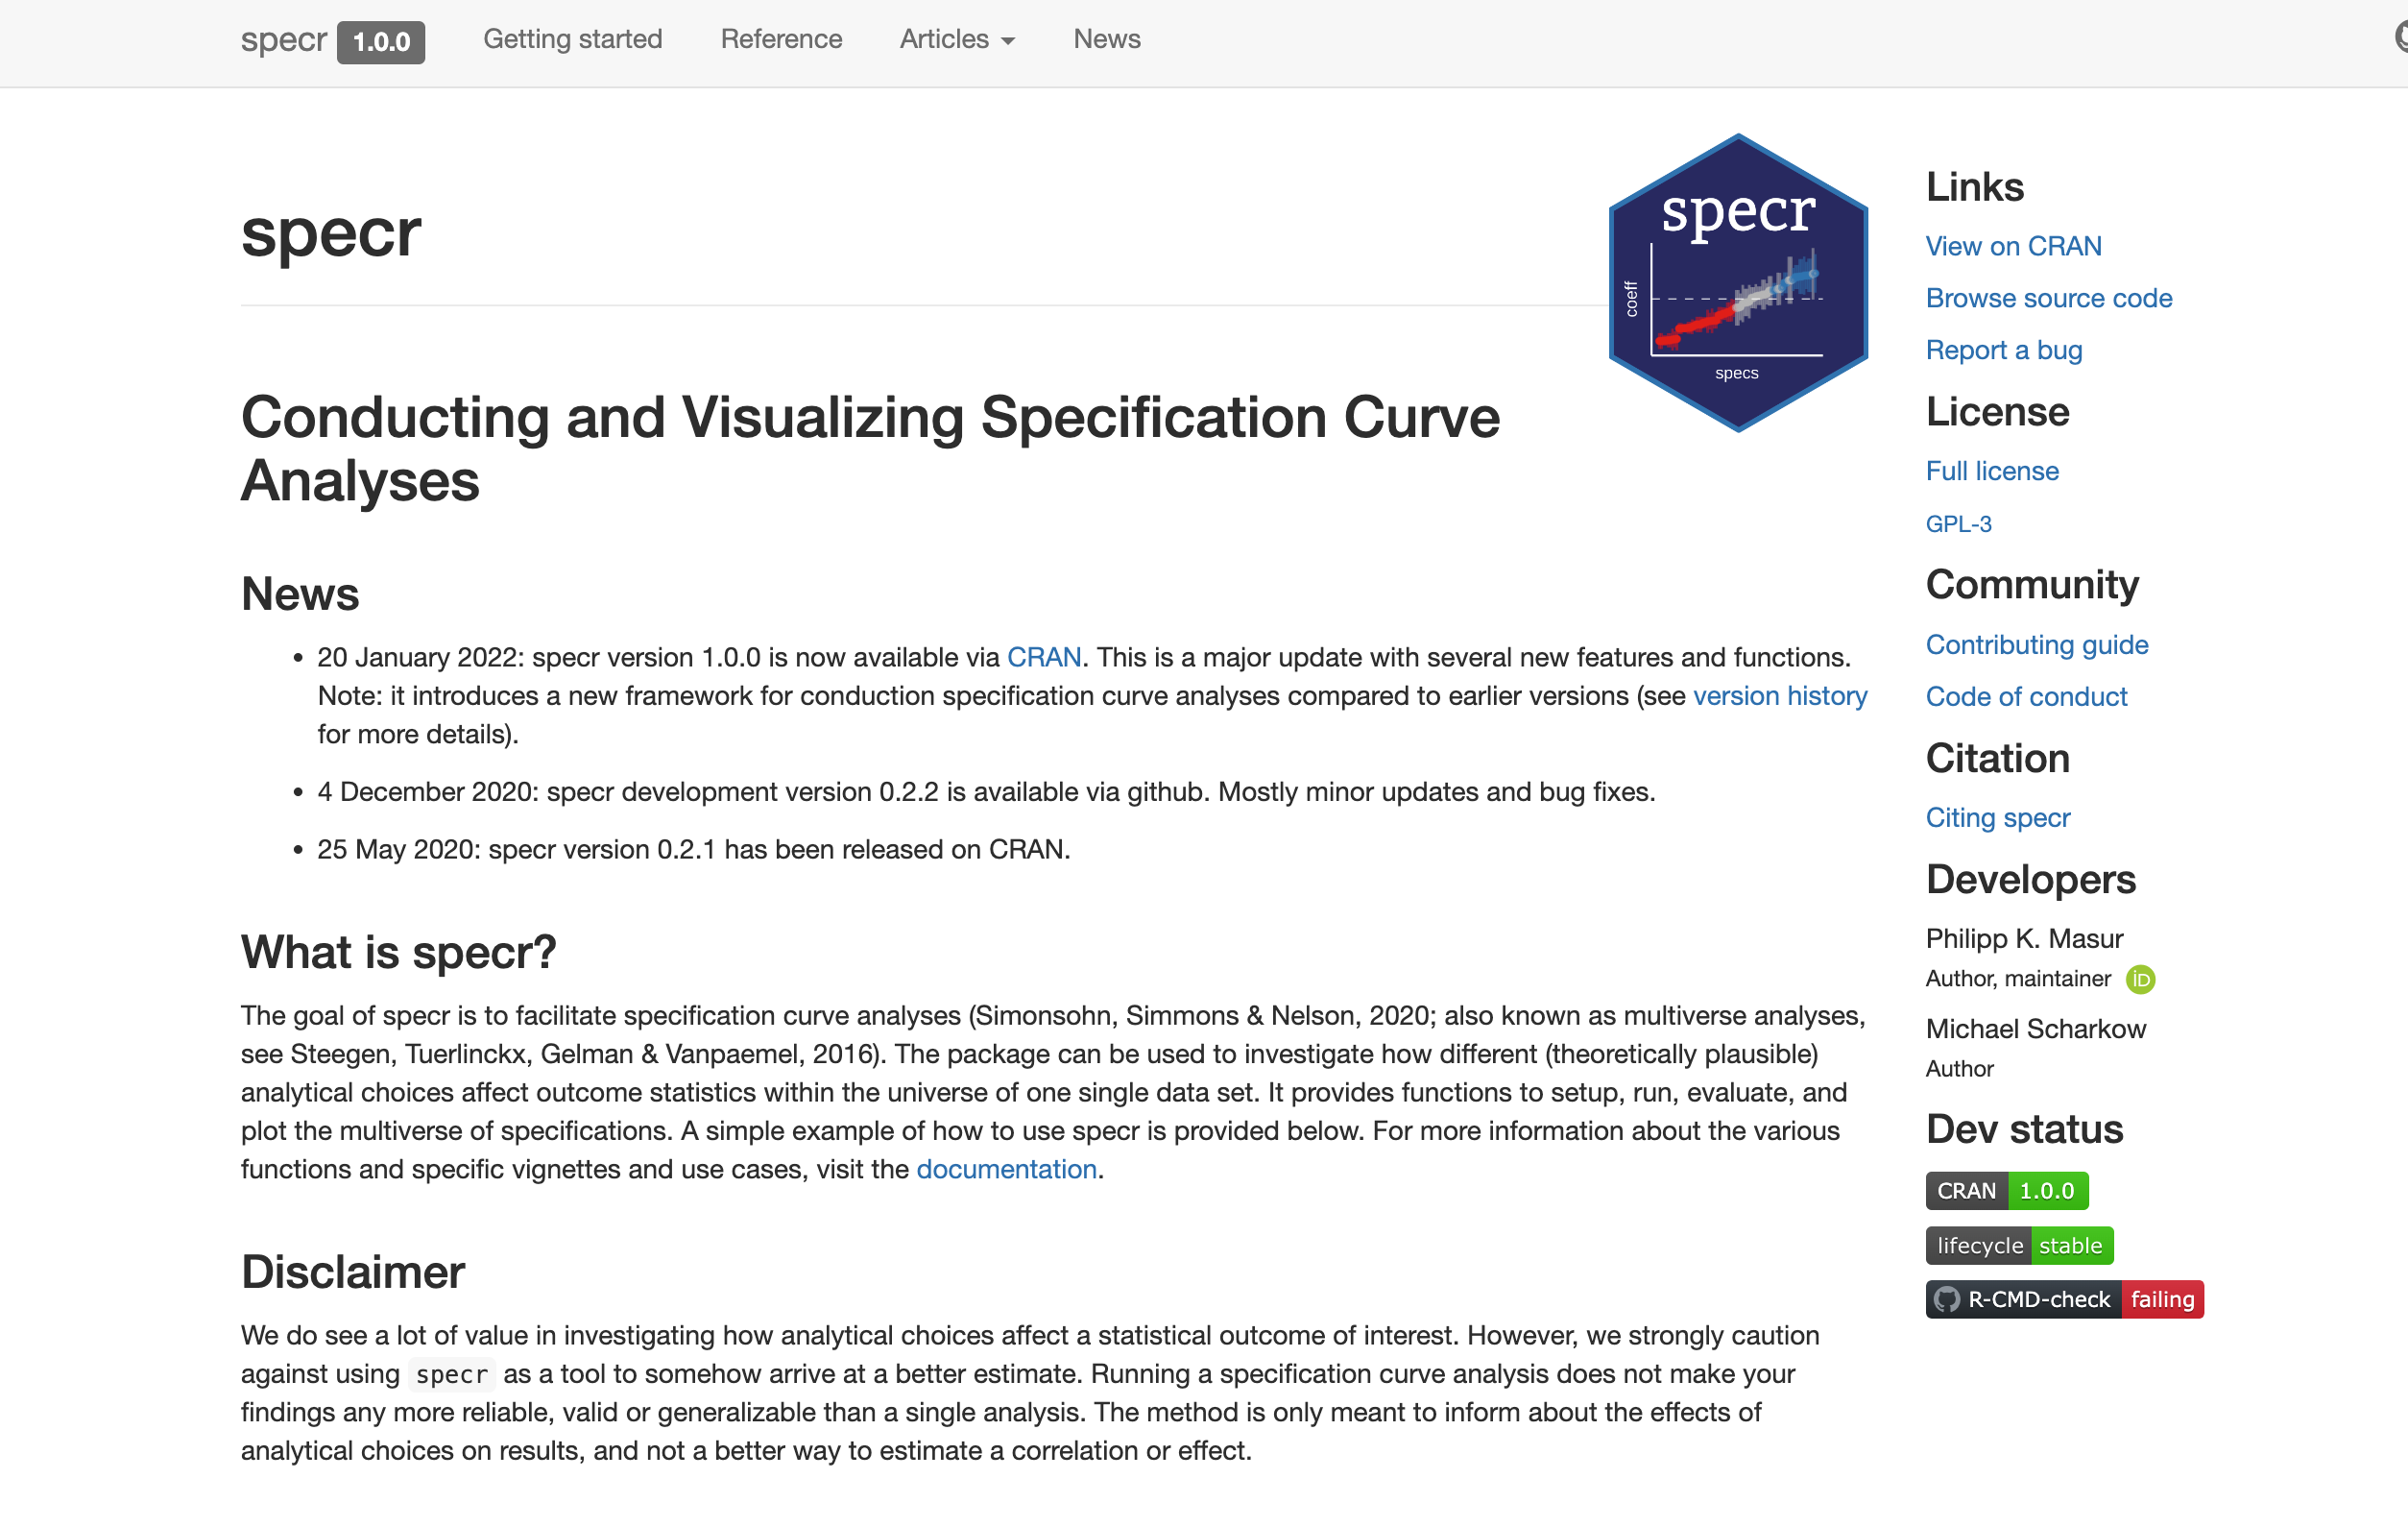 specr 1.0.0 Getting started Reference Articles News
specr
specr
coeff
specs
Conducting and Visualizing Specification Curve
Analyses
News
• 20 January 2022: specr version 1.0.0 is now available via CRAN. This is a major update with several new features and functions.
Note: it introduces a new framework for conduction specification curve analyses compared to earlier versions (see version history
for more details).
• 4 December 2020: specr development version 0.2.2 is available via github. Mostly minor updates and bug fixes.
• 25 May 2020: specr version 0.2.1 has been released on CRAN.
What is specr?
The goal of specr is to facilitate specification curve analyses (Simonsohn, Simmons & Nelson, 2020; also known as multiverse analyses,
see Steegen, Tuerlinckx, Gelman & Vanpaemel, 2016). The package can be used to investigate how different (theoretically plausible)
analytical choices affect outcome statistics within the universe of one single data set. It provides functions to setup, run, evaluate, and
plot the multiverse of specifications. A simple example of how to use specr is provided below. For more information about the various
functions and specific vignettes and use cases, visit the documentation.
Disclaimer
We do see a lot of value in investigating how analytical choices affect a statistical outcome of interest. However, we strongly caution
against using specr as a tool to somehow arrive at a better estimate. Running a specification curve analysis does not make your
findings any more reliable, valid or generalizable than a single analysis. The method is only meant to inform about the effects of
analytical choices on results, and not a better way to estimate a correlation or effect.
Links
View on CRAN
Browse source code
Report a bug
License
Full license
GPL-3
Community
Contributing guide
Code of conduct
Citation
Citing specr
Developers
Philipp K. Masur
Author, maintainer iD
Michael Scharkow
Author
Dev status
CRAN 1.0.0
lifecycle stable
R-CMD-check failing